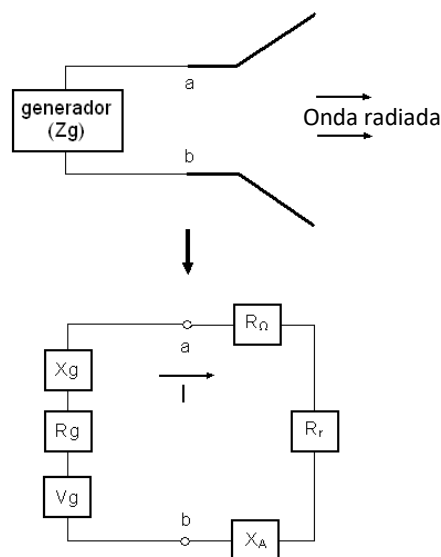 a
generador
(Zg)
Onda radiada
b
RΩ
a
Xg
I
Rg
Rr
Vg
b
XA